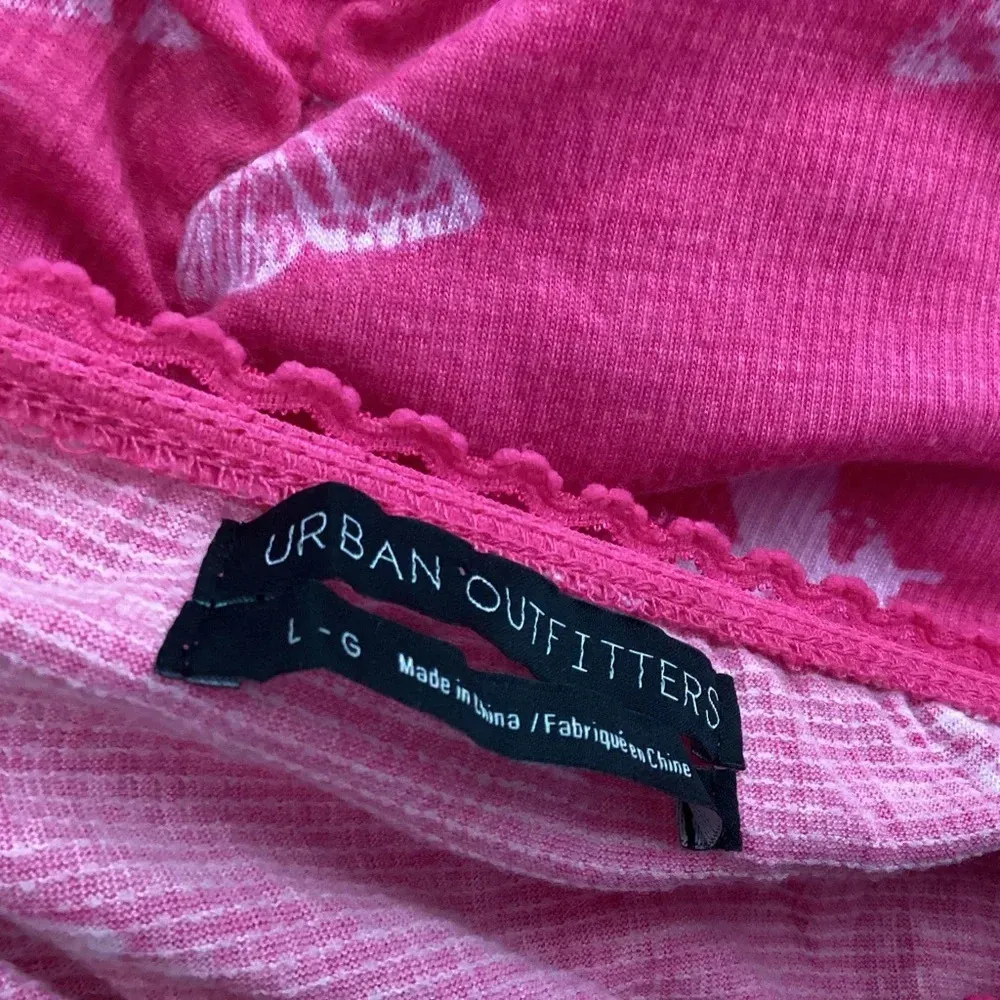 URBAN OUTFITTERS
L - G Made in China / Fabriqué en Chine